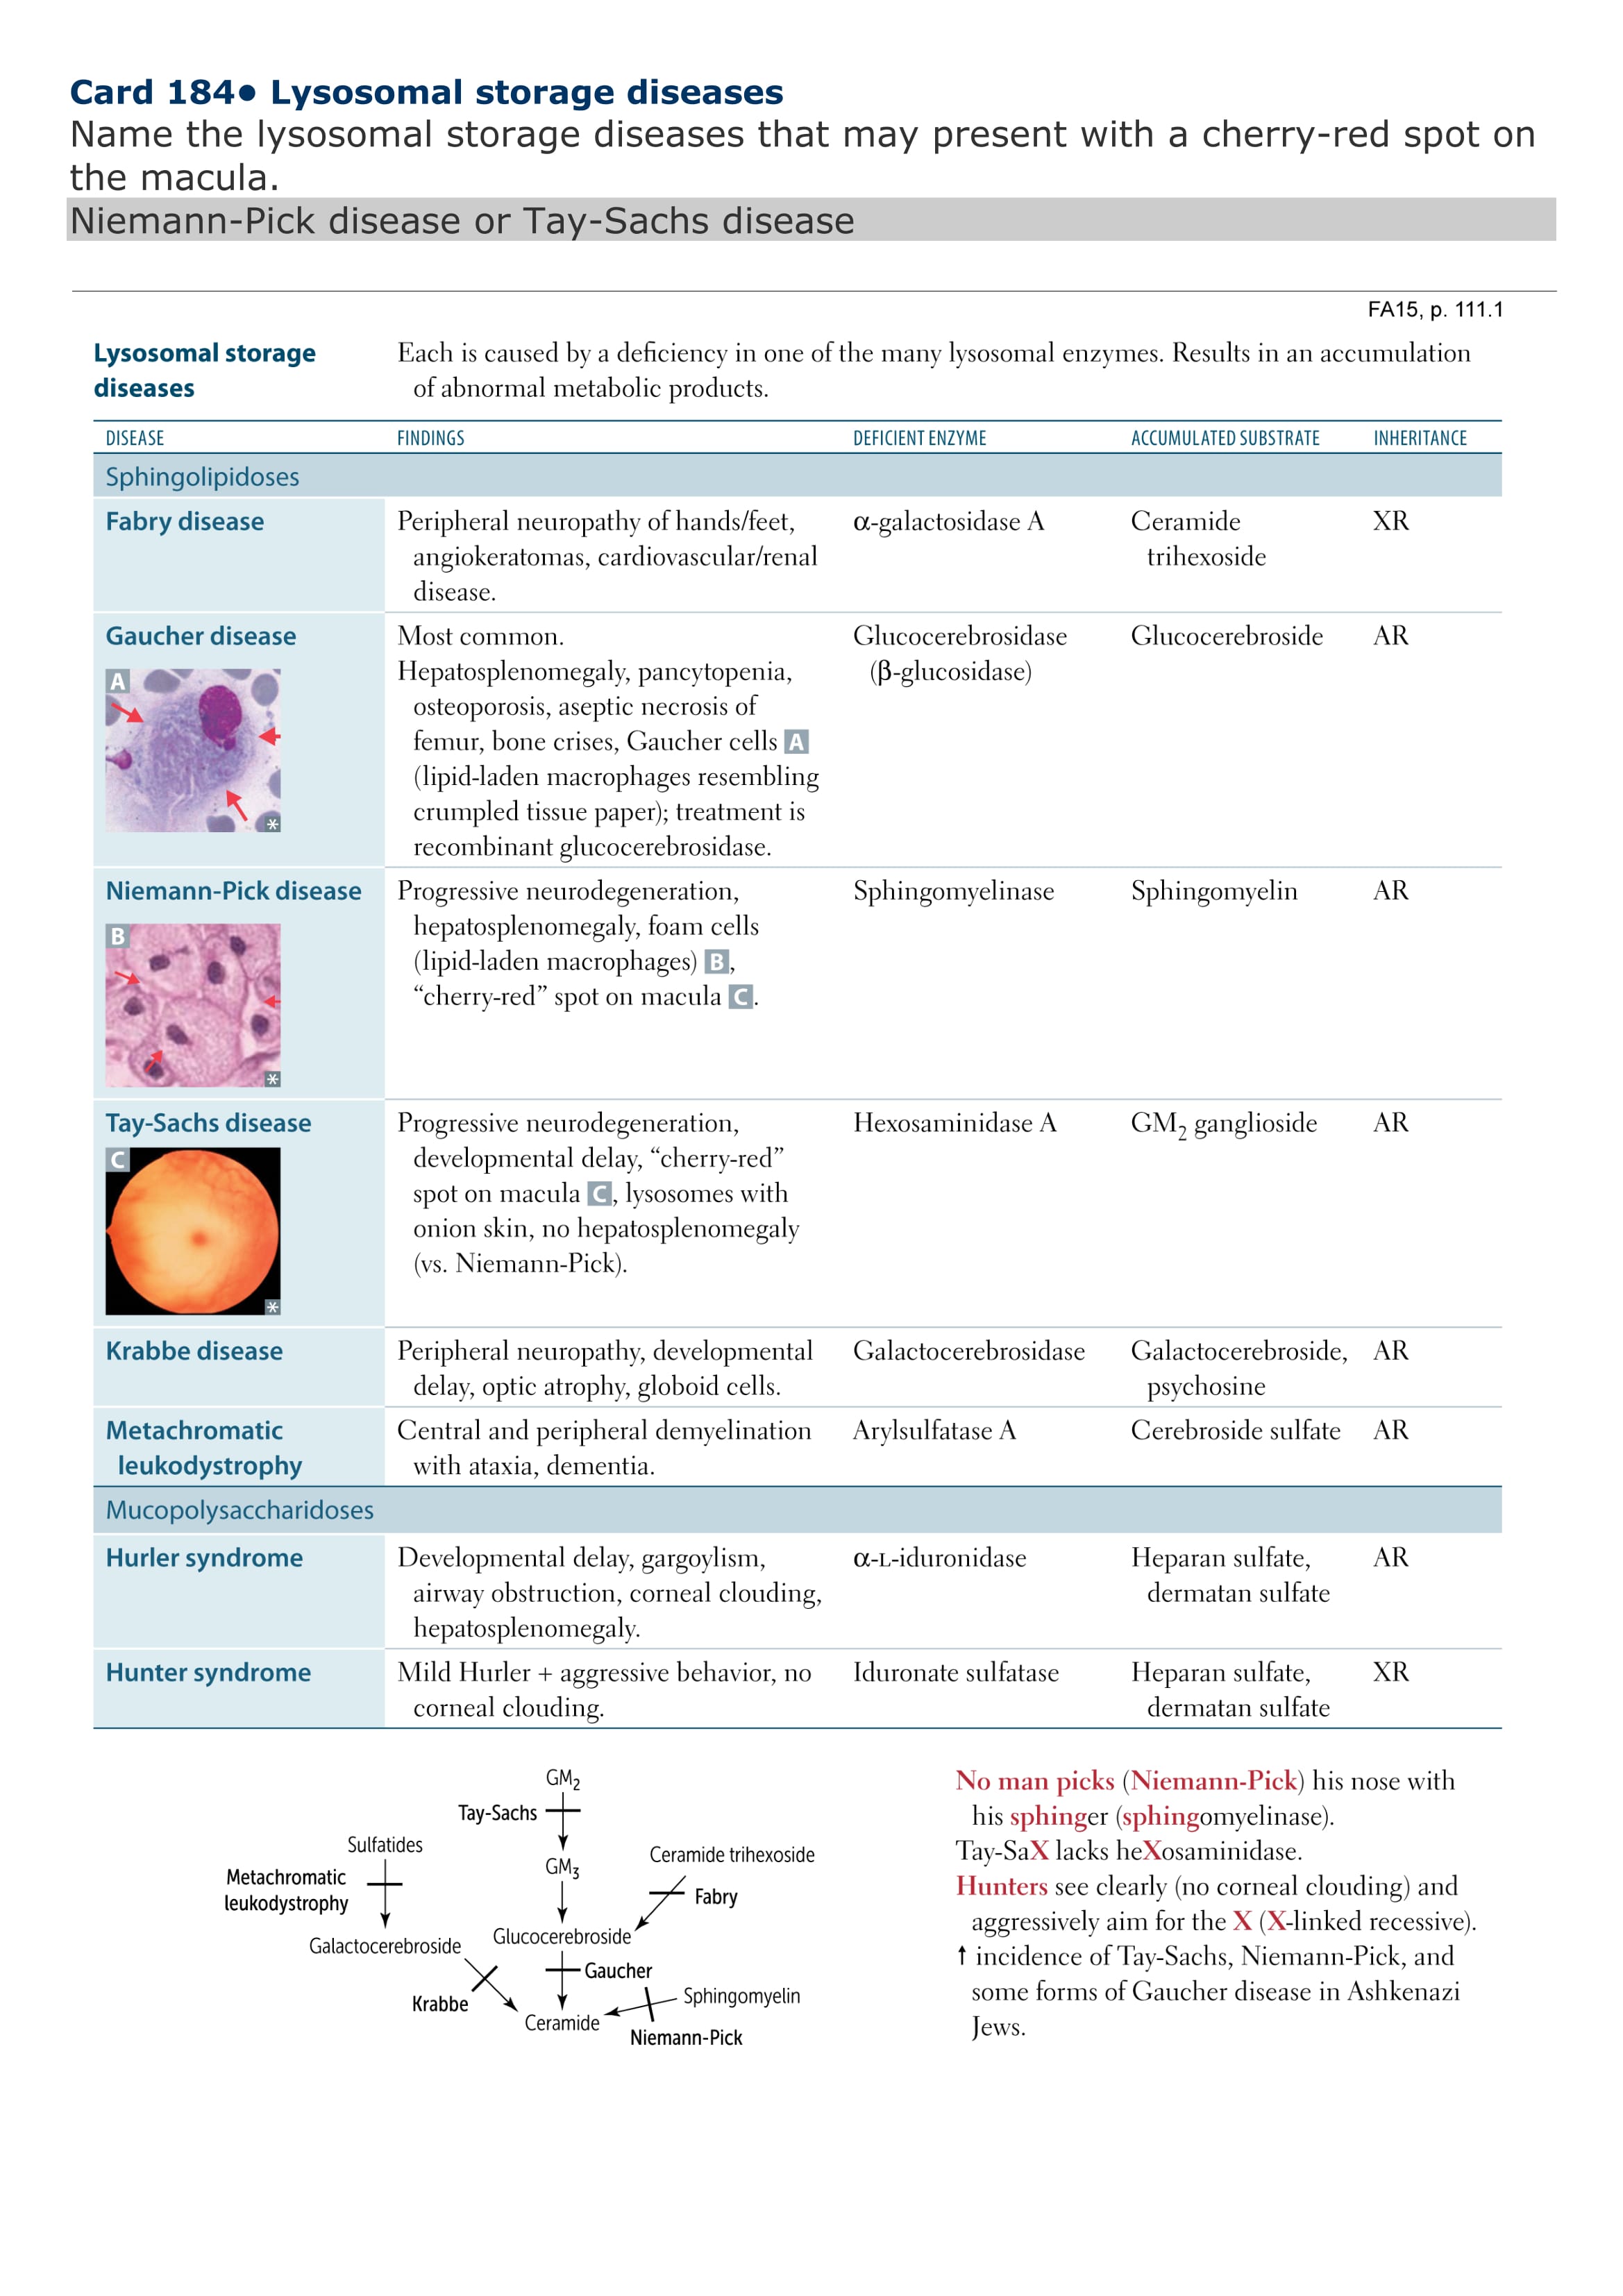 Card 184• Lysosomal storage diseases
Name the lysosomal storage diseases that may present with a cherry-red spot on
the macula.
Niemann-Pick disease or Tay-Sachs disease
FA15, p. 111.1
Lysosomal storage
diseases
Each is caused by a deficiency in one of the many lysosomal enzymes. Results in an accumulation
of abnormal metabolic products.
DISEASE FINDINGS DEFICIENT ENZYME ACCUMULATED SUBSTRATE INHERITANCE
Sphingolipidoses
Fabry disease Peripheral neuropathy of hands/feet, α-galactosidase A Ceramide XR
angiokeratomas, cardiovascular/renal trihexoside
disease.
Gaucher disease Most common. Glucocerebrosidase Glucocerebroside AR
A Hepatosplenomegaly, pancytopenia, (β-glucosidase)
osteoporosis, aseptic necrosis of
femur, bone crises, Gaucher cells A
(lipid-laden macrophages resembling
crumpled tissue paper); treatment is
* recombinant glucocerebrosidase.
Niemann-Pick disease Progressive neurodegeneration, Sphingomyelinase Sphingomyelin AR
B hepatosplenomegaly, foam cells
(lipid-laden macrophages) B,
“cherry-red” spot on macula C.
*
Tay-Sachs disease Progressive neurodegeneration, Hexosaminidase A GM₂ ganglioside AR
C developmental delay, “cherry-red”
spot on macula C, lysosomes with
onion skin, no hepatosplenomegaly
(vs. Niemann-Pick).
*
Krabbe disease Peripheral neuropathy, developmental Galactocerebrosidase Galactocerebroside, AR
delay, optic atrophy, globoid cells. psychosine
Metachromatic Central and peripheral demyelination Arylsulfatase A Cerebroside sulfate AR
leukodystrophy with ataxia, dementia.
Mucopolysaccharidoses
Hurler syndrome Developmental delay, gargoylism, α-L-iduronidase Heparan sulfate, AR
airway obstruction, corneal clouding, dermatan sulfate
hepatosplenomegaly.
Hunter syndrome Mild Hurler + aggressive behavior, no Iduronate sulfatase Heparan sulfate, XR
corneal clouding. dermatan sulfate
GM₂
Tay-Sachs
Sulfatides
GM₃
Ceramide trihexoside
Metachromatic
leukodystrophy
Fabry
Galactocerebroside
Glucocerebroside
Gaucher
Krabbe
Sphingomyelin
Ceramide
Niemann-Pick
No man picks (Niemann-Pick) his nose with
his sphinger (sphingomyelinase).
Tay-SaX lacks heXosaminidase.
Hunters see clearly (no corneal clouding) and
aggressively aim for the X (X-linked recessive).
↑ incidence of Tay-Sachs, Niemann-Pick, and
some forms of Gaucher disease in Ashkenazi
Jews.